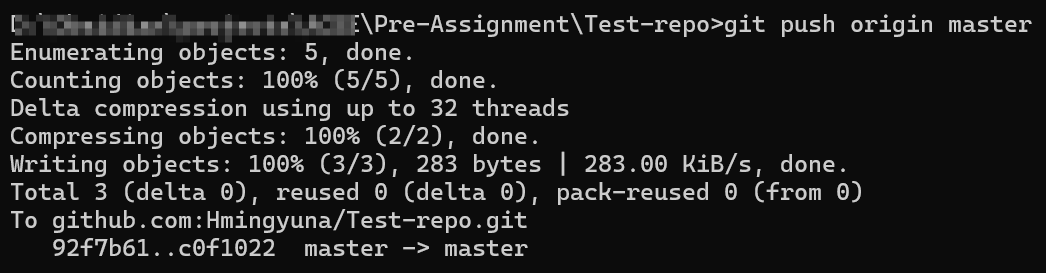 E\Pre-Assignment\Test-repo>git push origin master
Enumerating objects: 5, done.
Counting objects: 100% (5/5), done.
Delta compression using up to 32 threads
Compressing objects: 100% (2/2), done.
Writing objects: 100% (3/3), 283 bytes | 283.00 KiB/s, done.
Total 3 (delta 0), reused 0 (delta 0), pack-reused 0 (from 0)
To github.com:Hmingyuna/Test-repo.git
   92f7b61..c0f1022  master -> master